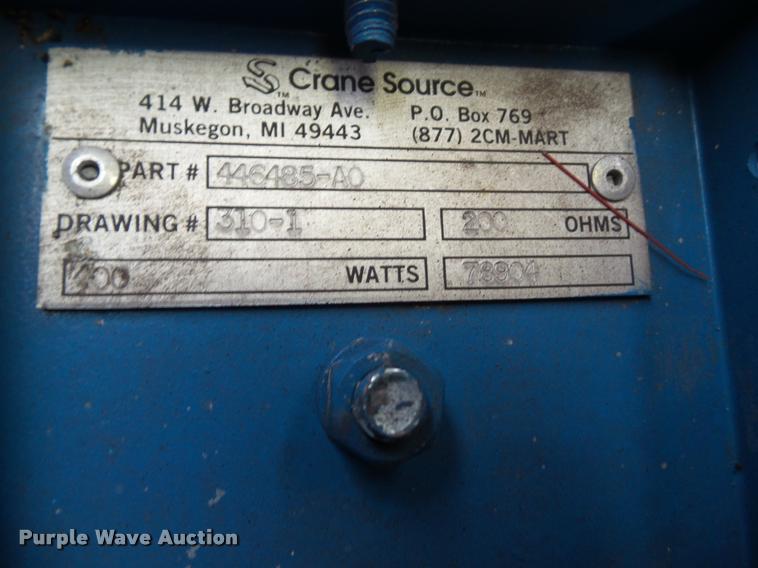 Crane Source™
414 W. Broadway Ave. P.O. Box 769
Muskegon, MI 49443 (877) 2CM-MART
PART # 446485-A0
DRAWING # 310-1 200 OHMS
400 WATTS 78904
Purple Wave Auction